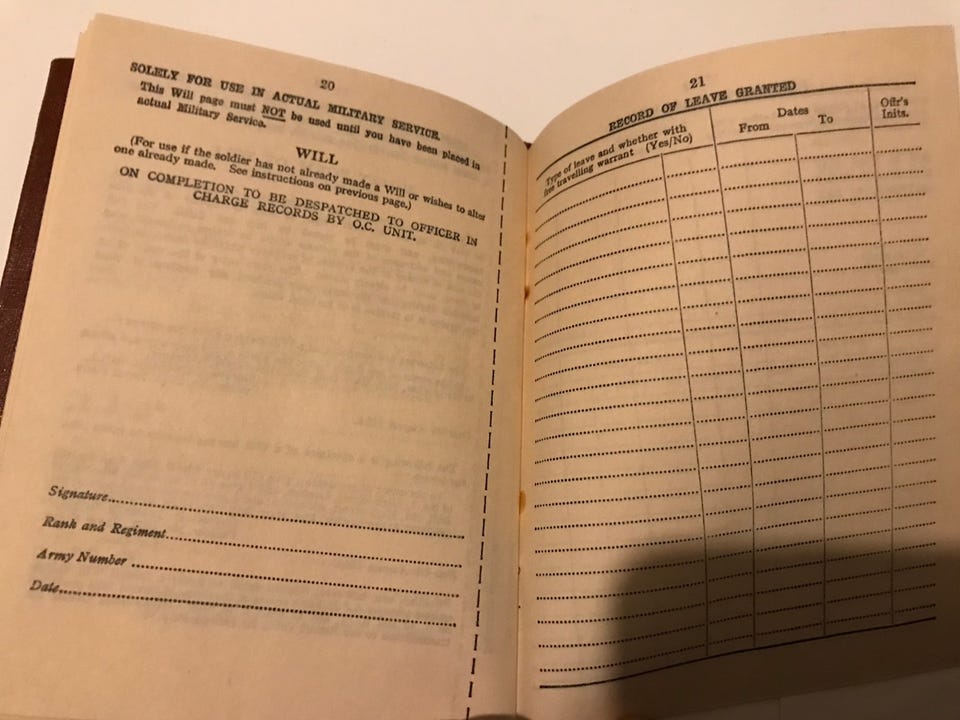 20
SOLELY FOR USE IN ACTUAL MILITARY SERVICE.
This Will page must NOT be used until you have been placed in
actual Military Service.
WILL
(For use if the soldier has not already made a Will or wishes to alter
one already made. See instructions on previous page.)
ON COMPLETION TO BE DESPATCHED TO OFFICER IN
CHARGE RECORDS BY O.C. UNIT.
Signature
Rank and Regiment
Army Number
Date
21
RECORD OF LEAVE GRANTED
Type of leave and whether with
free travelling warrant (Yes/No)
Dates
From To
Offr's
Inits.